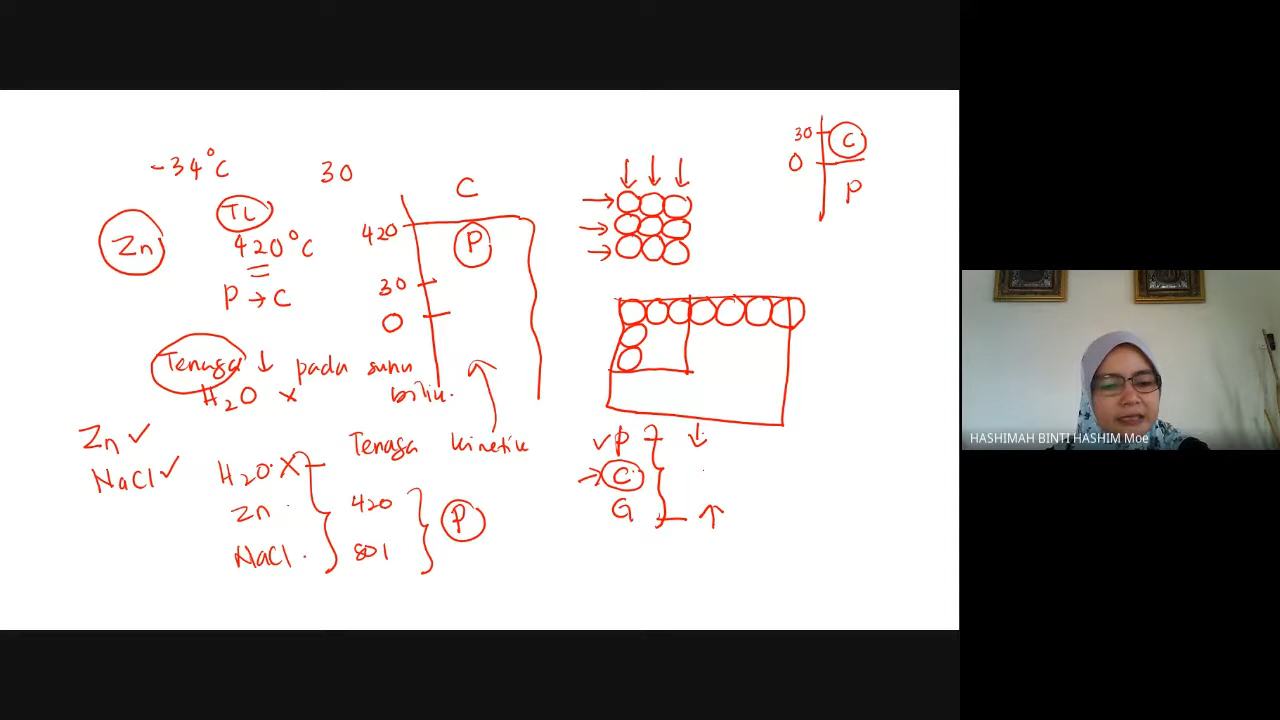 -34°C
30
C
30
C
0
P
Zn
TL
420°C
P → C
420
P
30
0
Tenaga ↓ pada suhu
bilik.
H2O x
Tenaga kinetik
Zn ✓
NaCl ✓
H2O X
Zn
420
NaCl
801
P
✓ P
↓
→ C
G
↑
HASHIMAH BINTI HASHIM Moe